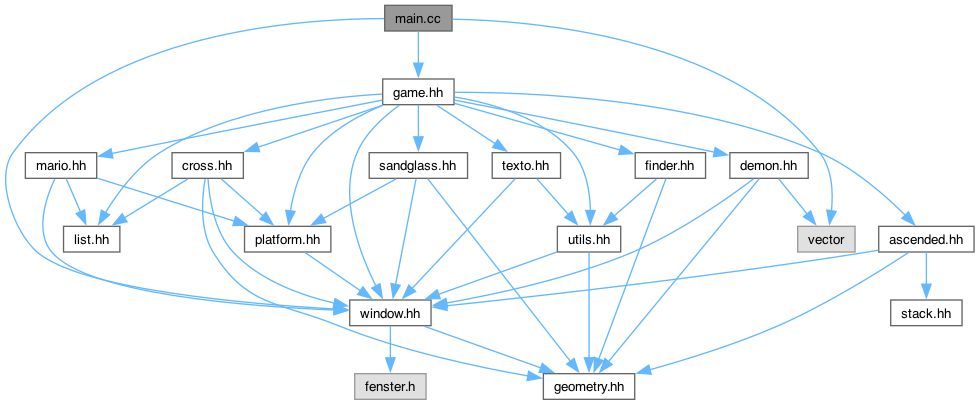 main.cc
game.hh
mario.hh
cross.hh
sandglass.hh
texto.hh
finder.hh
demon.hh
list.hh
platform.hh
utils.hh
vector
ascended.hh
window.hh
stack.hh
fenster.h
geometry.hh